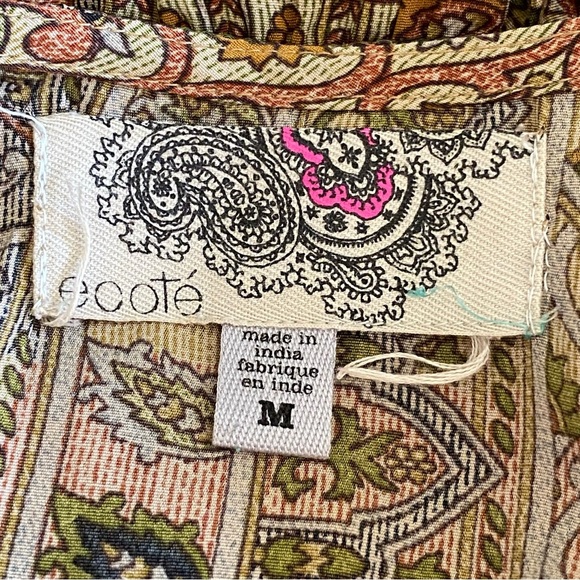 ecoté
made in
india
fabrique
en inde
M